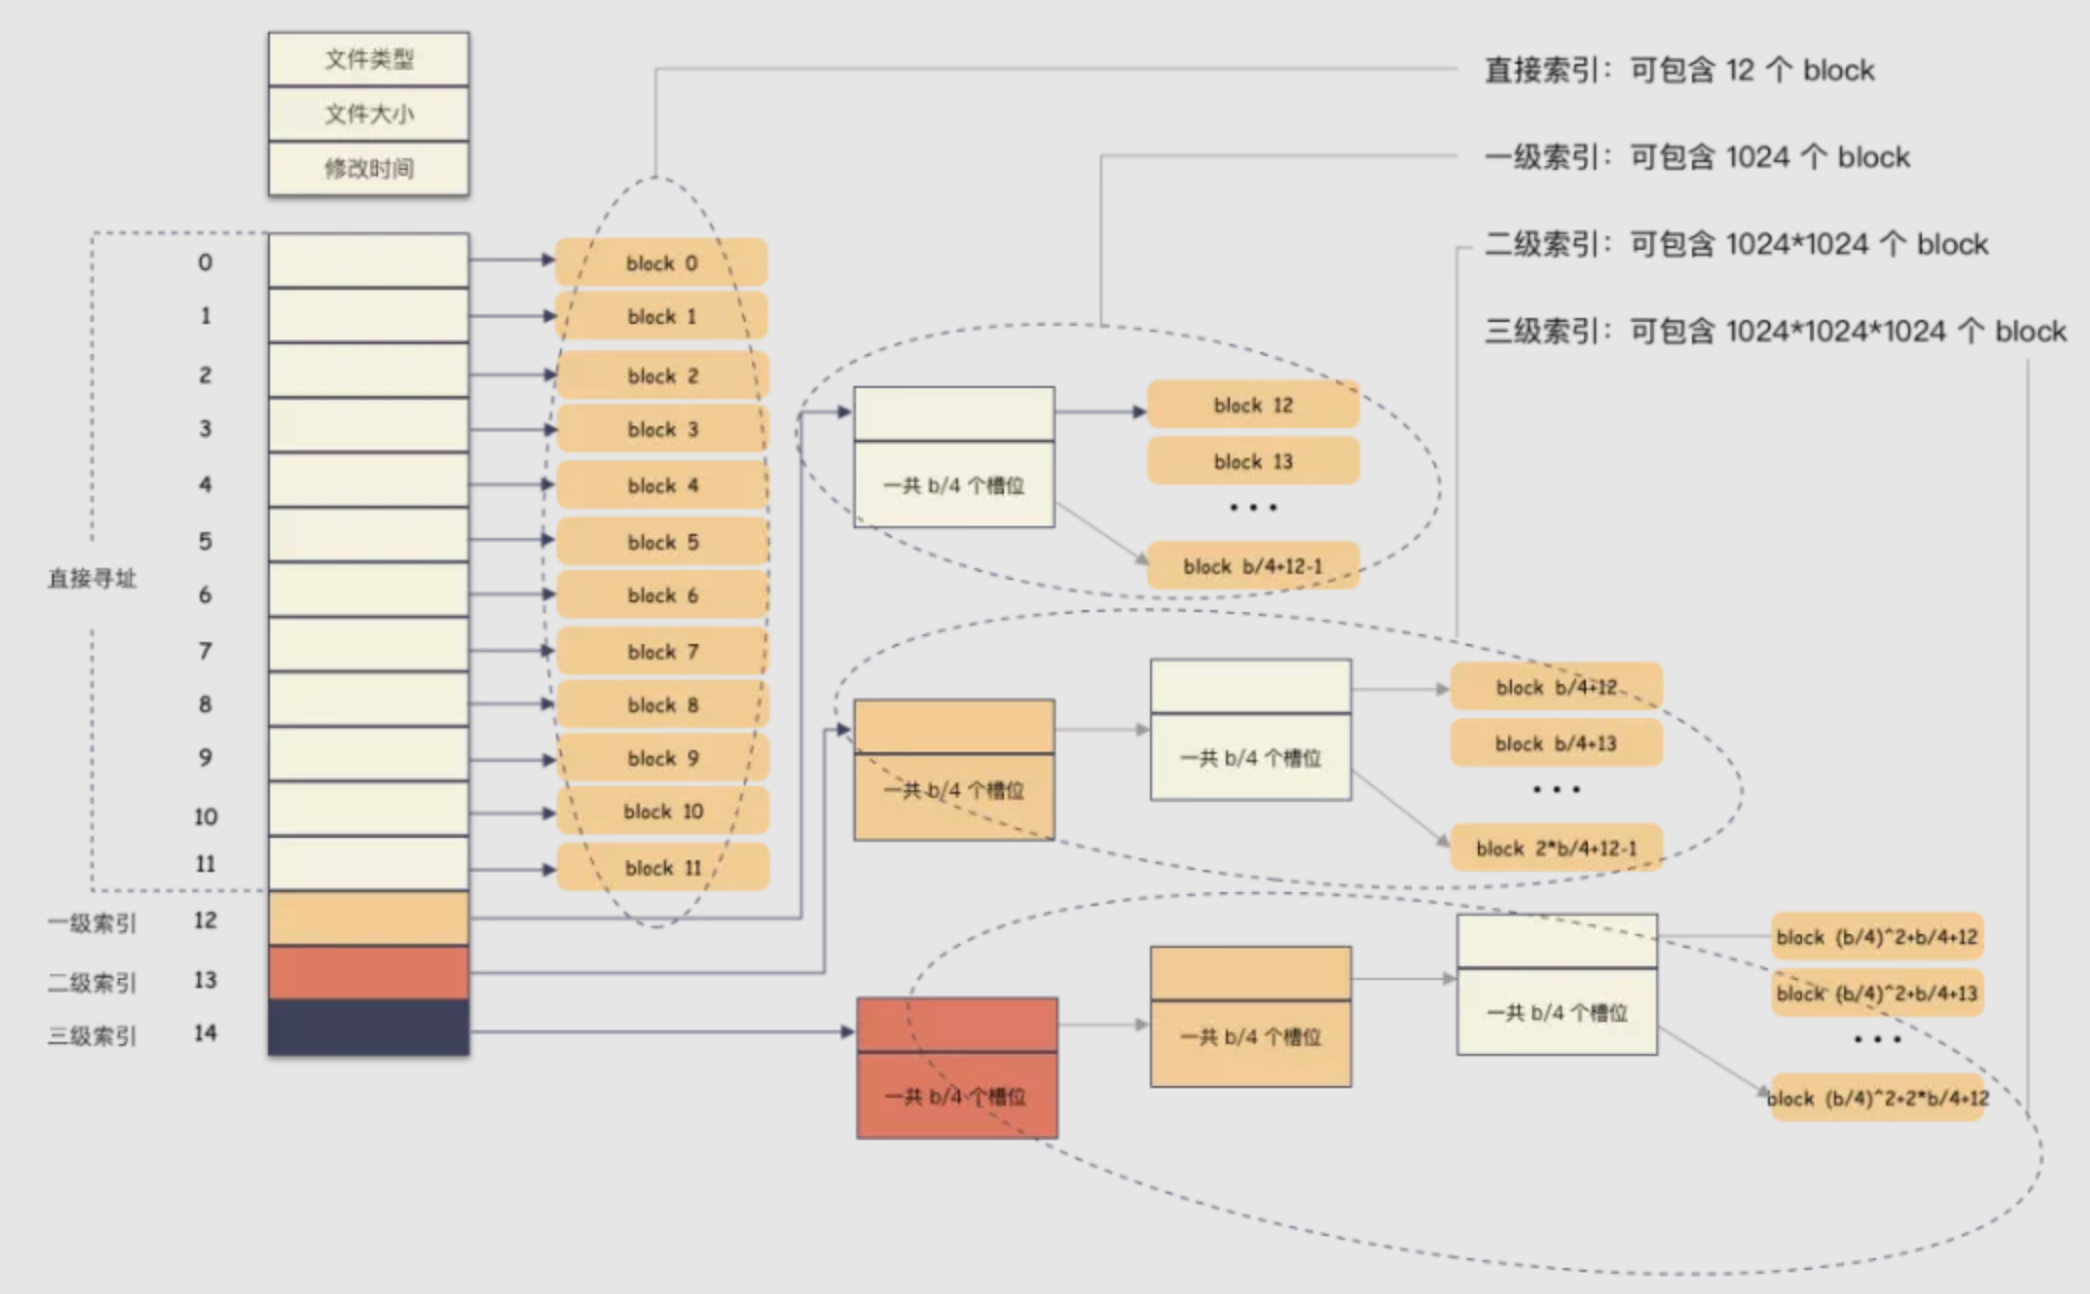 文件类型
文件大小
修改时间
直接索引：可包含 12 个 block
一级索引：可包含 1024 个 block
二级索引：可包含 1024*1024 个 block
三级索引：可包含 1024*1024*1024 个 block
直接寻址
0
1
2
3
4
5
6
7
8
9
10
11
一级索引 12
二级索引 13
三级索引 14
block 0
block 1
block 2
block 3
block 4
block 5
block 6
block 7
block 8
block 9
block 10
block 11
一共 b/4 个槽位
block 12
block 13
• • •
block b/4+12-1
一共 b/4 个槽位
一共 b/4 个槽位
block b/4+12
block b/4+13
• • •
block 2*b/4+12-1
一共 b/4 个槽位
一共 b/4 个槽位
一共 b/4 个槽位
block (b/4)^2+b/4+12
block (b/4)^2+b/4+13
• • •
block (b/4)^2+2*b/4+12